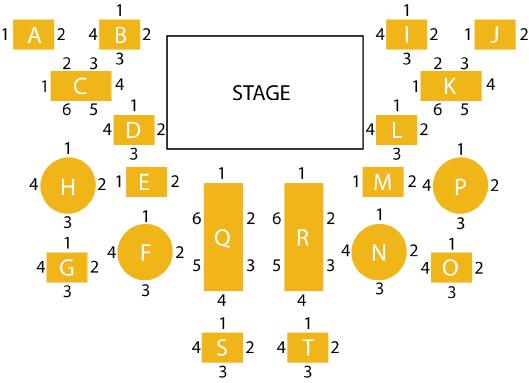 1 1
1 A 2 4 B 2 4 I 2 1 J 2
3 3
2 3 2 3
1 C 4 1 K 4
STAGE
6 5 6 5
1 1
4 D 2 4 L 2
3 3
1 1
1 E 2 1 1 1 M 2
4 H 2 4 P 2
3 3
1 6 2 6 2 1
Q R
1 1
4 G 2 4 F 2 5 3 5 3 4 N 2 4 O 2
3 3 4 4 3 3
1 1
4 S 2 4 T 2
3 3